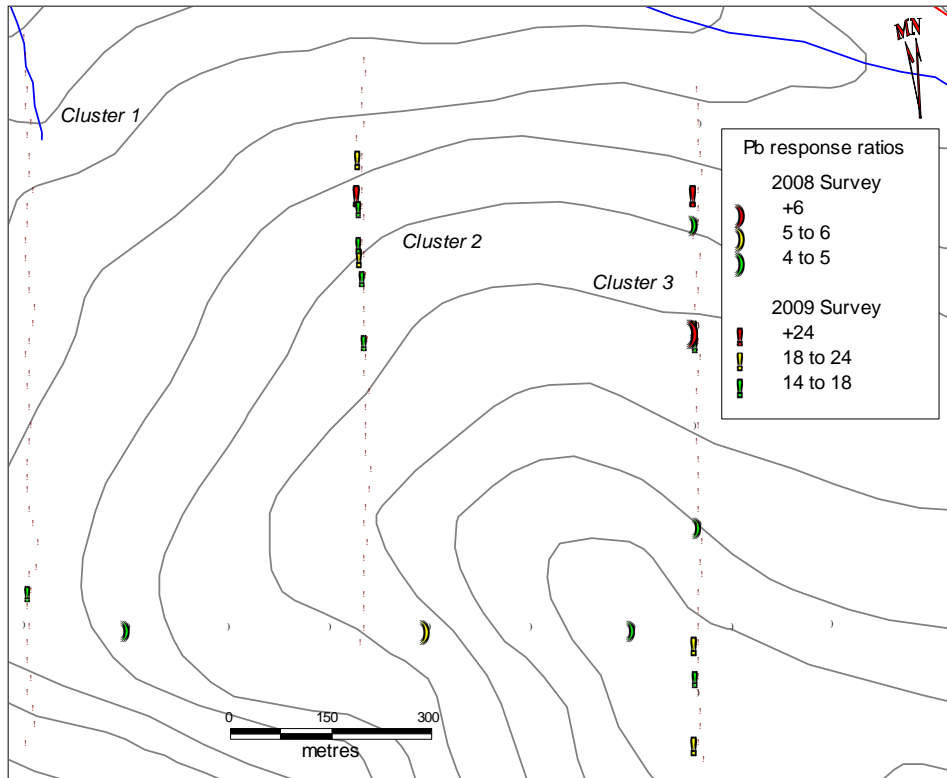 MN
Cluster 1
Cluster 2
Cluster 3
Pb response ratios
2008 Survey
+6
5 to 6
4 to 5
2009 Survey
+24
18 to 24
14 to 18
0 150 300
metres